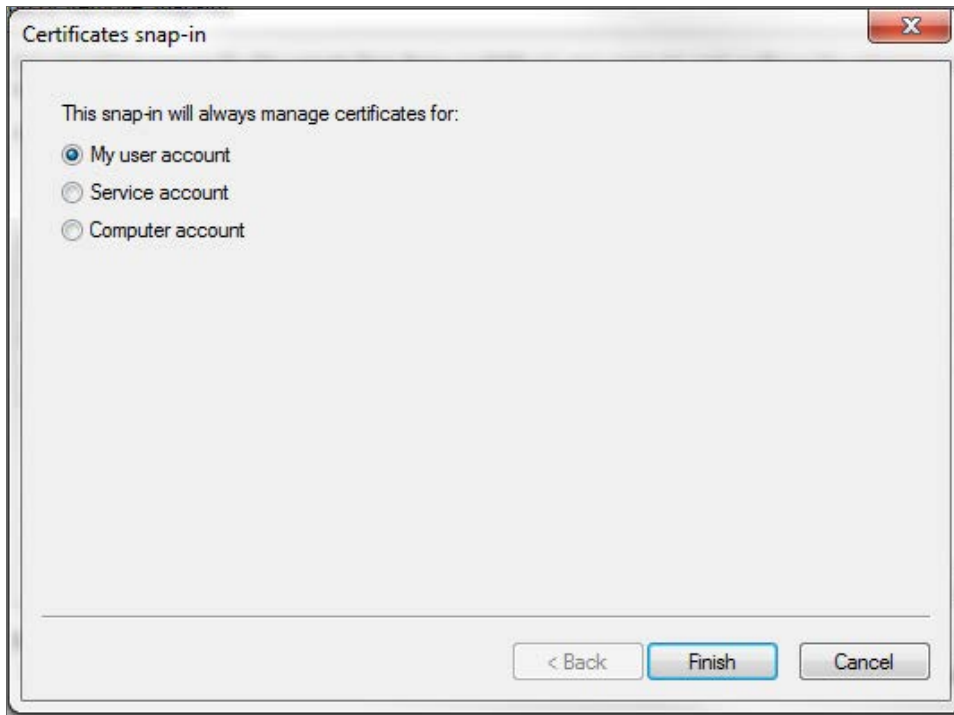 Certificates snap-in
This snap-in will always manage certificates for:
My user account
Service account
Computer account
< Back
Finish
Cancel